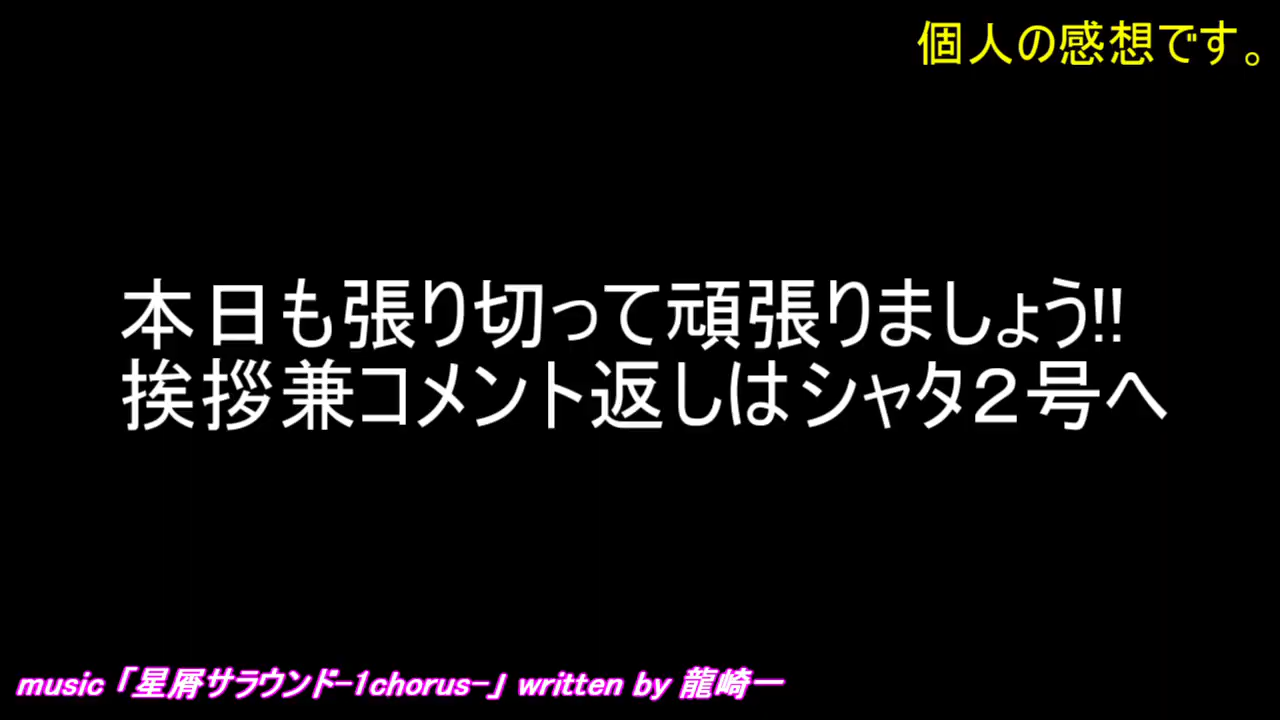 個人の感想です。
本日も張り切って頑張りましょう!!
挨拶兼コメント返しはシャタ２号へ
music「星屑サラウンド-1chorus-」written by 龍崎一